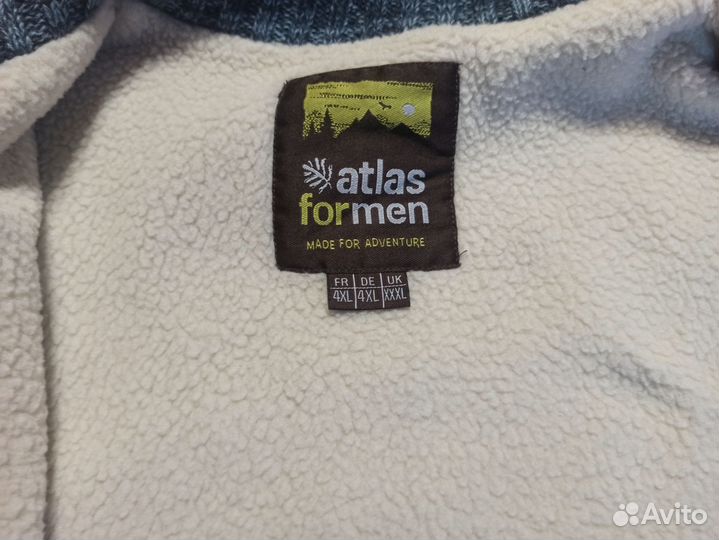 atlas
formen
MADE FOR ADVENTURE
FR DE UK
4XL 4XL XXXL
Avito